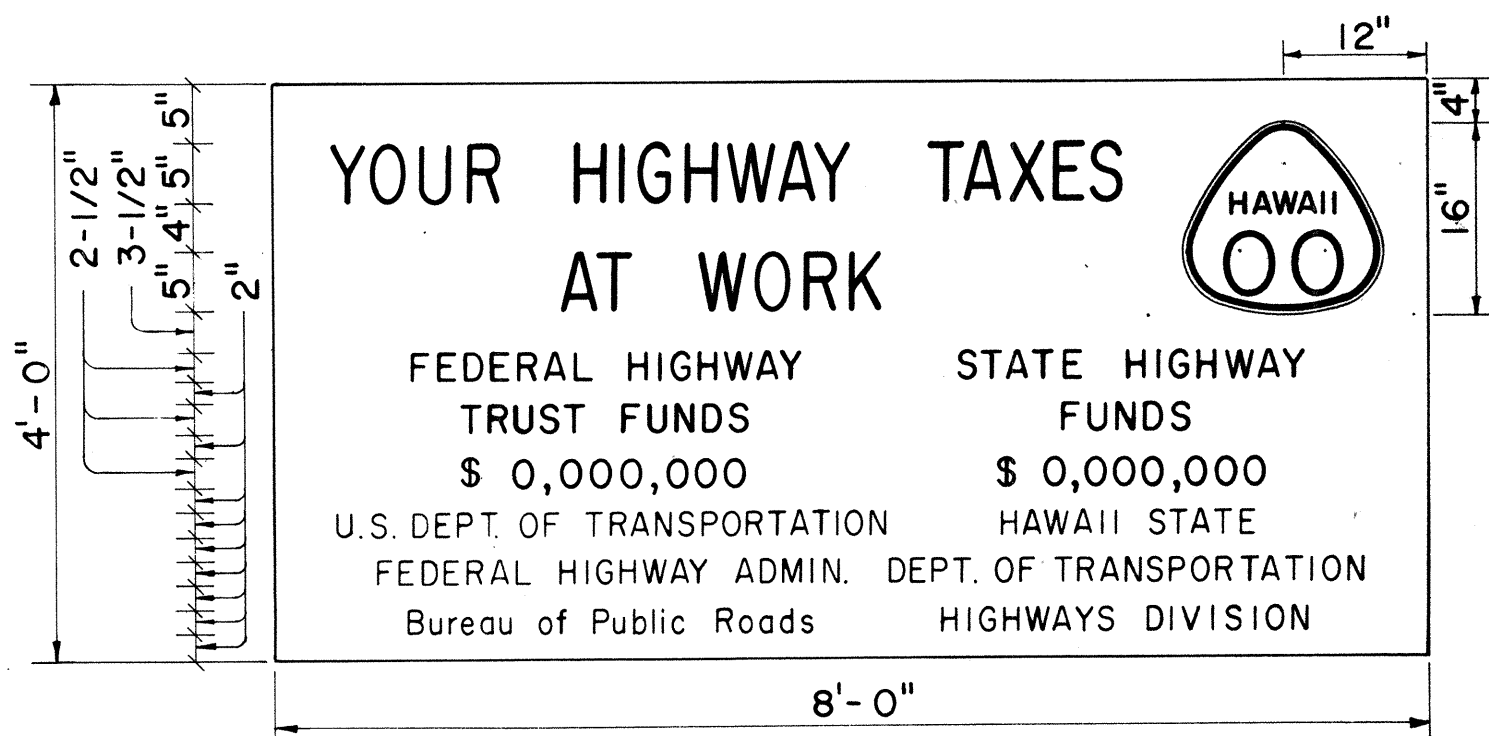 12"
4"
16"
5"
5"
4"
5"
2-1/2"
3-1/2"
2"
4'-0"
YOUR HIGHWAY TAXES
AT WORK
HAWAII
00
FEDERAL HIGHWAY
TRUST FUNDS
$ 0,000,000
U.S. DEPT. OF TRANSPORTATION
FEDERAL HIGHWAY ADMIN.
Bureau of Public Roads
STATE HIGHWAY
FUNDS
$ 0,000,000
HAWAII STATE
DEPT. OF TRANSPORTATION
HIGHWAYS DIVISION
8'-0"